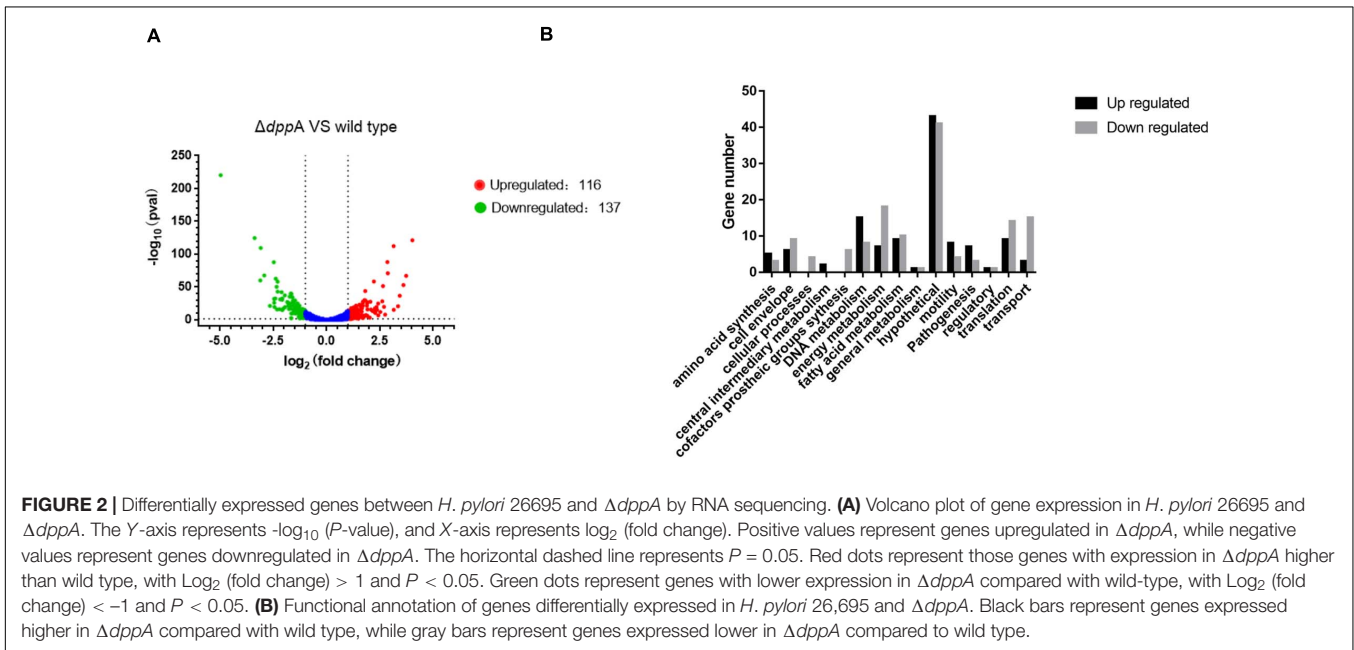 A
B
ΔdppA VS wild type
250
200
150
100
50
0
-log10 (pval)
-5.0
-2.5
0.0
2.5
5.0
log2 (fold change)
Upregulated: 116
Downregulated: 137
50
40
30
20
10
0
Gene number
Up regulated
Down regulated
amino acid synthesis
cell envelope
cellular processes
central intermediary metabolism
cofactors prostheic groups synthesis
DNA metabolism
energy metabolism
fatty acid metabolism
general metabolism
hypothetical
motility
Pathogenesis
regulatory
translation
transport
FIGURE 2 | Differentially expressed genes between H. pylori 26695 and ΔdppA by RNA sequencing. (A) Volcano plot of gene expression in H. pylori 26695 and
ΔdppA. The Y-axis represents -log10 (P-value), and X-axis represents log2 (fold change). Positive values represent genes upregulated in ΔdppA, while negative
values represent genes downregulated in ΔdppA. The horizontal dashed line represents P = 0.05. Red dots represent those genes with expression in ΔdppA higher
than wild type, with Log2 (fold change) > 1 and P < 0.05. Green dots represent genes with lower expression in ΔdppA compared with wild-type, with Log2 (fold
change) < –1 and P < 0.05. (B) Functional annotation of genes differentially expressed in H. pylori 26,695 and ΔdppA. Black bars represent genes expressed
higher in ΔdppA compared with wild type, while gray bars represent genes expressed lower in ΔdppA compared to wild type.